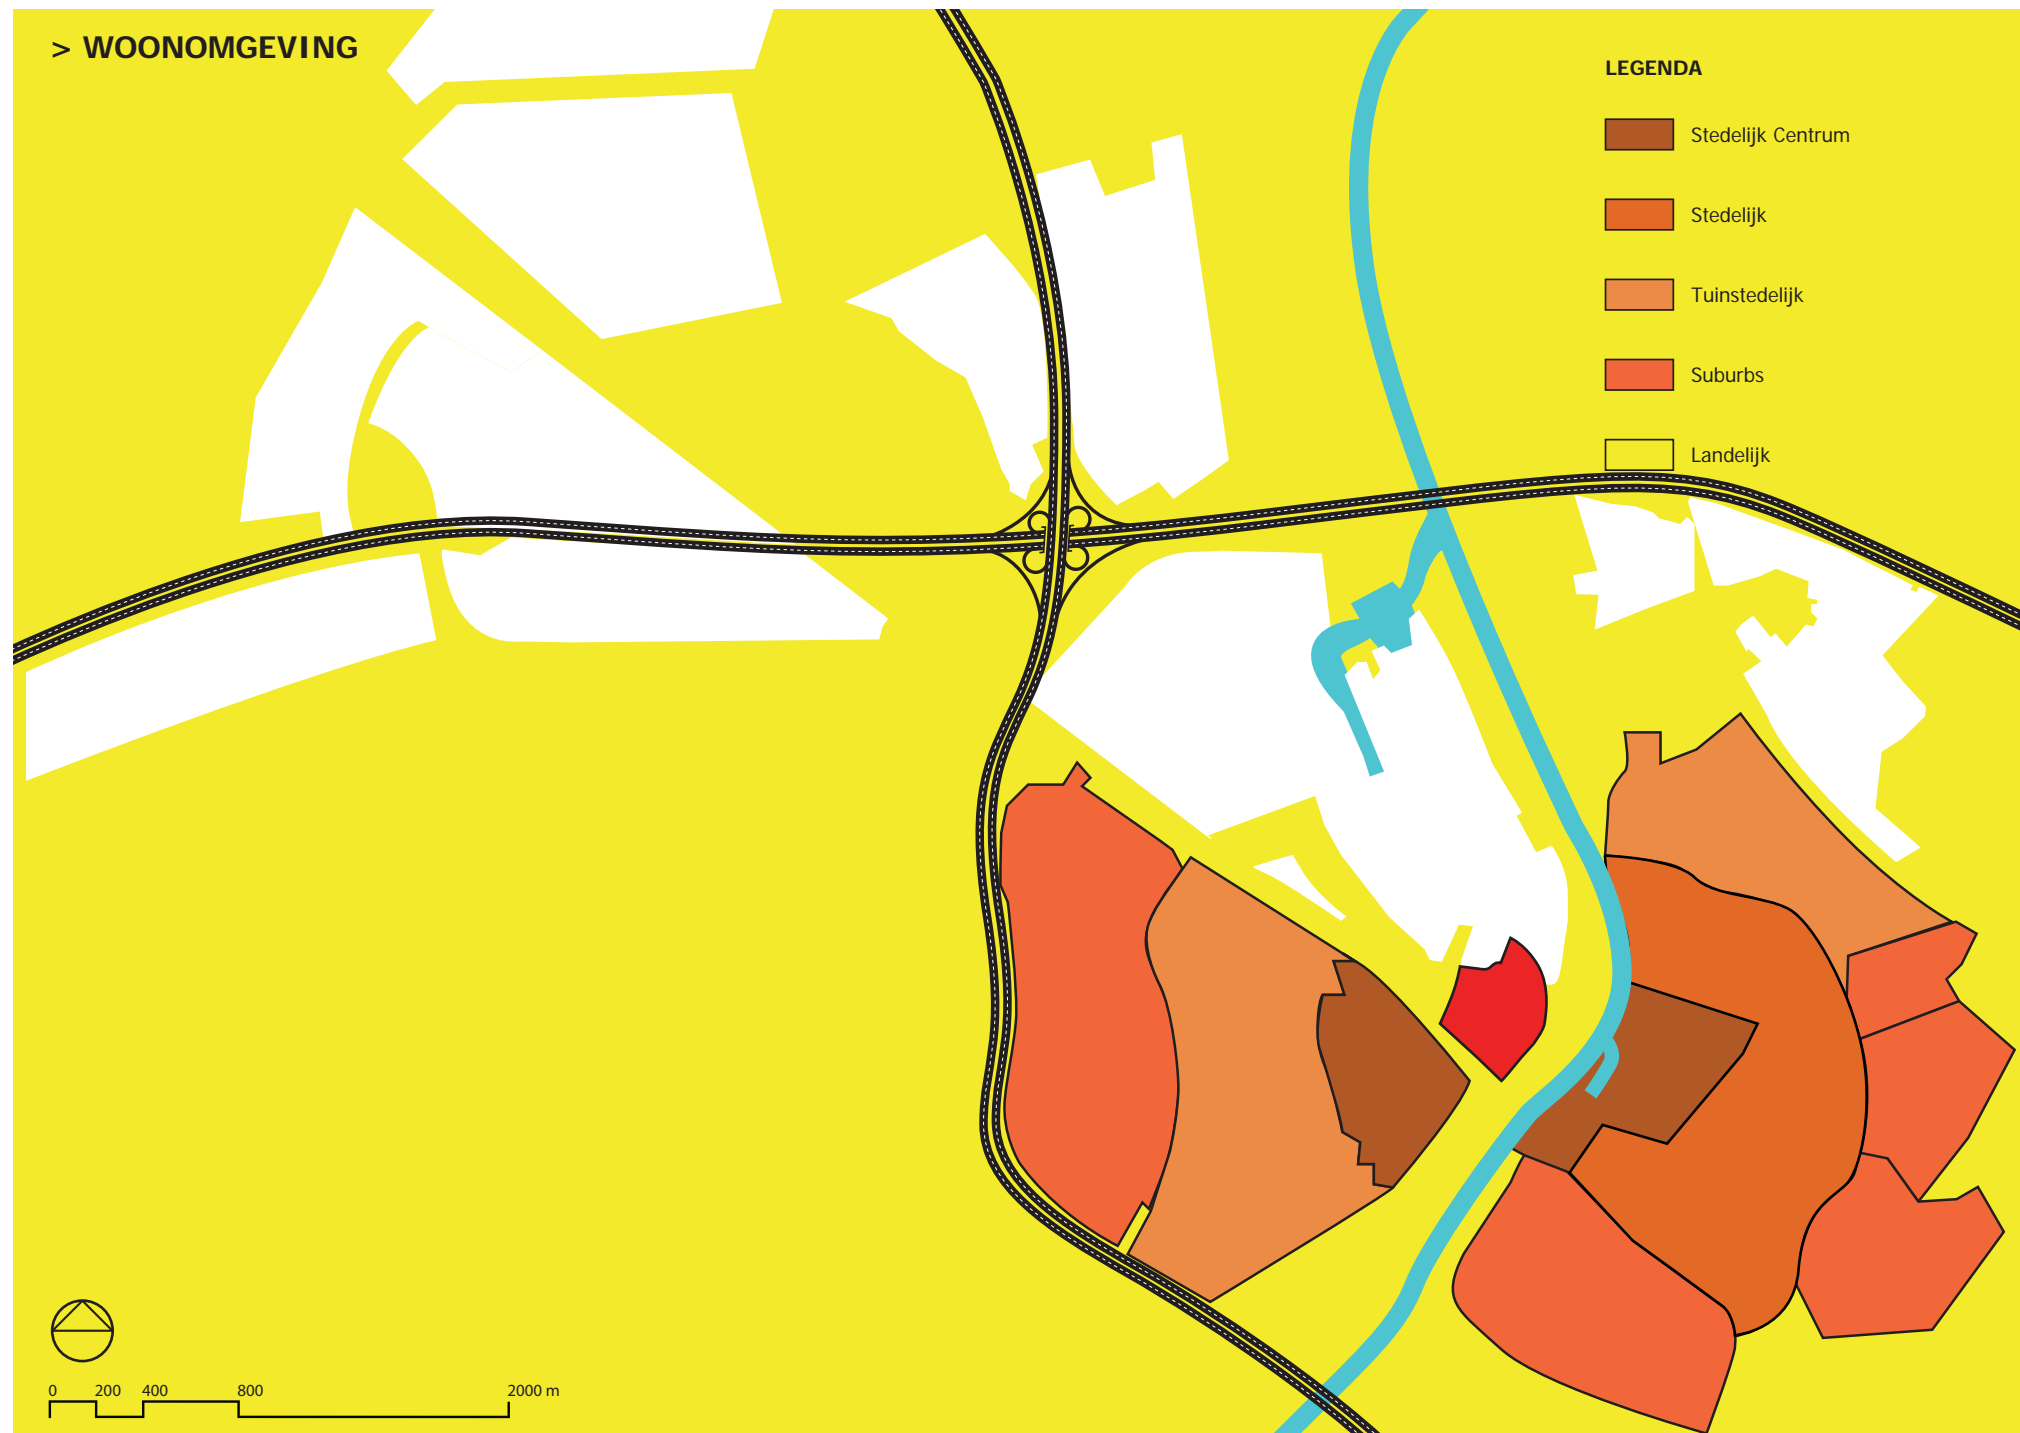 > WOONOMGEVING
LEGENDA
Stedelijk Centrum
Stedelijk
Tuinstedelijk
Suburbs
Landelijk
0 200 400 800 2000 m